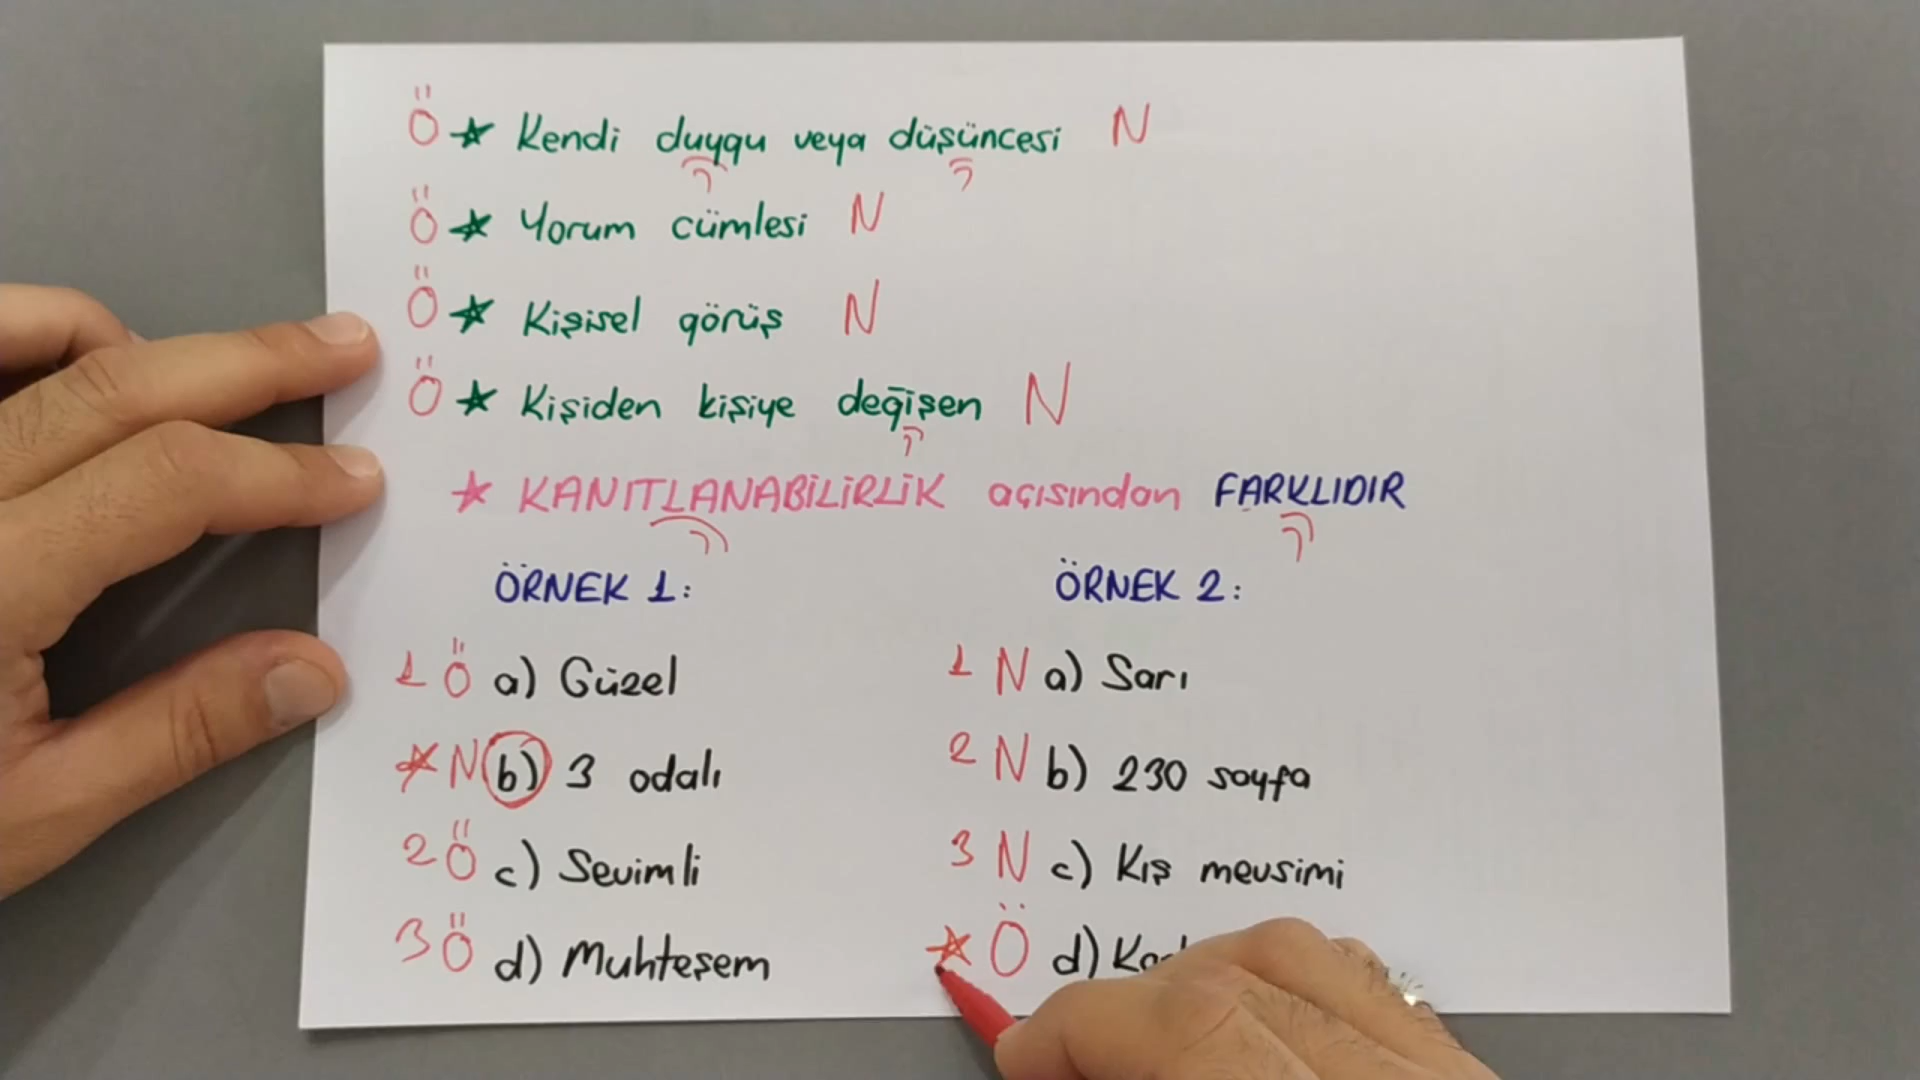 Ö ★ Kendi duygu veya düşüncesi N
Ö ★ Yorum cümlesi N
Ö ★ Kişisel görüş N
Ö ★ Kişiden kişiye değişen N
★ KANITLANABİLİRLİK açısından FARKLIDIR
ÖRNEK 1:
1 Ö a) Güzel
★ N b) 3 odalı
2 Ö c) Sevimli
3 Ö d) Muhteşem
ÖRNEK 2:
1 N a) Sarı
2 N b) 230 sayfa
3 N c) Kış mevsimi
★ Ö d)